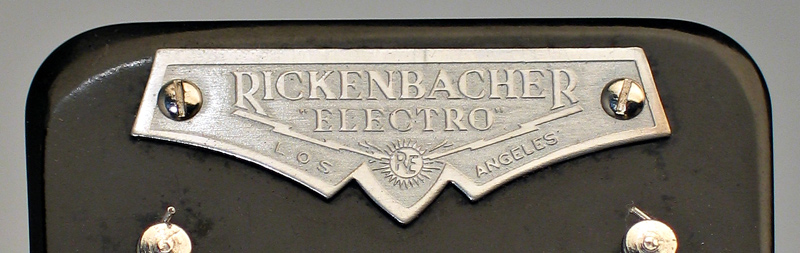 RICKENBACHER
"ELECTRO"
LOS ANGELES
RE